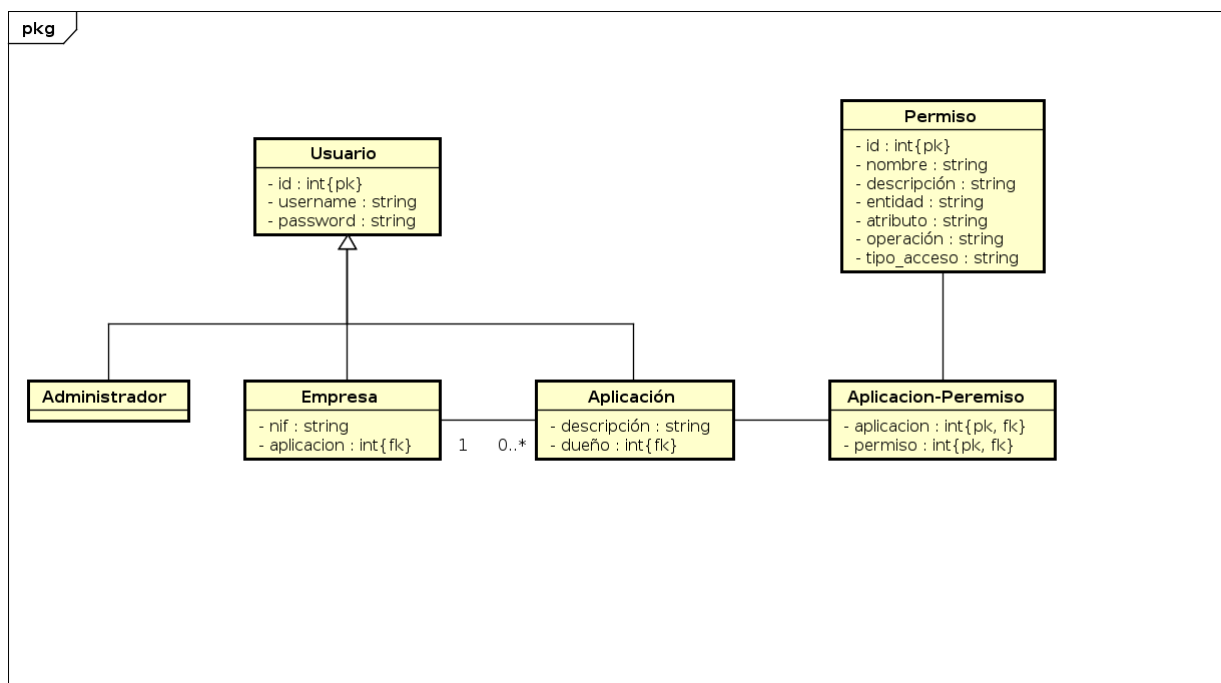 pkg
Usuario
- id : int{pk}
- username : string
- password : string
Permiso
- id : int{pk}
- nombre : string
- descripción : string
- entidad : string
- atributo : string
- operación : string
- tipo_acceso : string
Administrador
Empresa
- nif : string
- aplicacion : int{fk}
1
0..*
Aplicación
- descripción : string
- dueño : int{fk}
Aplicacion-Peremiso
- aplicacion : int{pk, fk}
- permiso : int{pk, fk}